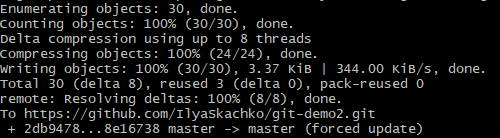 Enumerating objects: 30, done.
Counting objects: 100% (30/30), done.
Delta compression using up to 8 threads
Compressing objects: 100% (24/24), done.
Writing objects: 100% (30/30), 3.37 KiB | 344.00 KiB/s, done.
Total 30 (delta 8), reused 3 (delta 0), pack-reused 0
remote: Resolving deltas: 100% (8/8), done.
To https://github.com/IlyaSkachko/git-demo2.git
 + 2db9478...8e16738 master -> master (forced update)